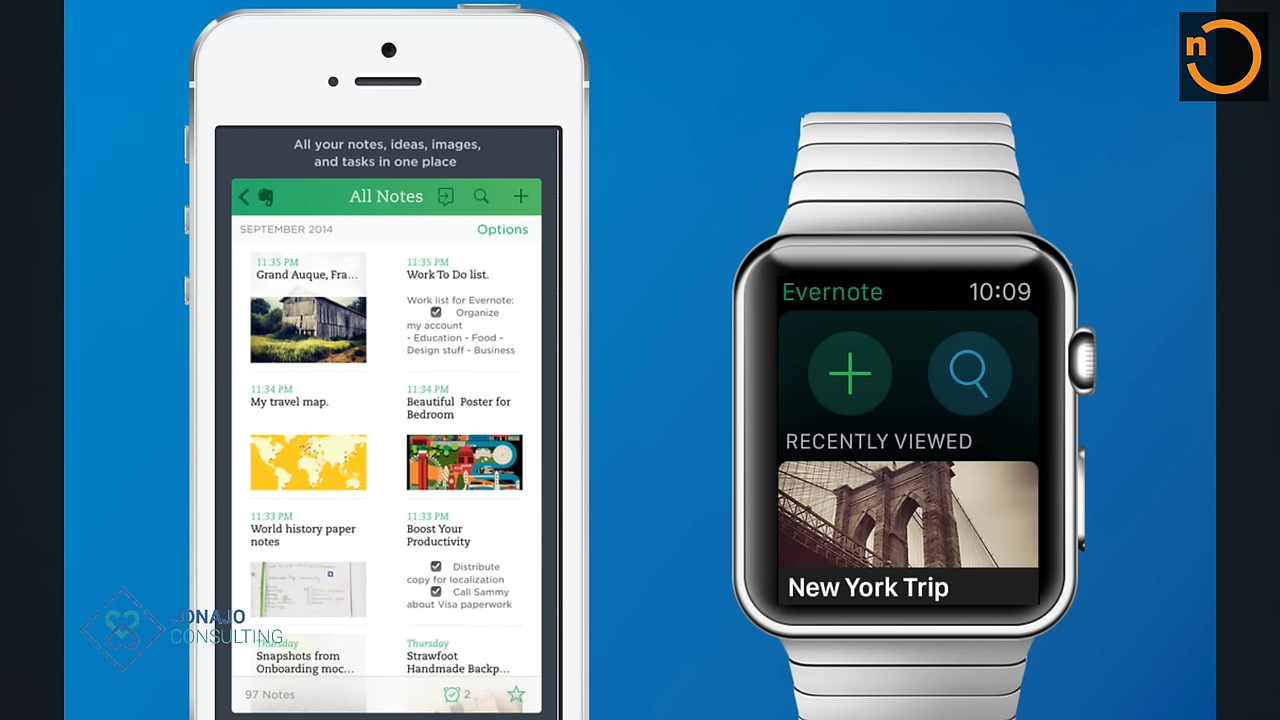 n
All your notes, ideas, images,
and tasks in one place
All Notes
SEPTEMBER 2014
Options
11:35 PM
Grand Auque, Fra...
11:35 PM
Work To Do list.
Work list for Evernote:
Organize
my account
- Education - Food -
Design stuff - Business
11:34 PM
My travel map.
11:34 PM
Beautiful Poster for
Bedroom
11:33 PM
World history paper
notes
11:33 PM
Boost Your
Productivity
Distribute
copy for localization
Call Sammy
about Visa paperwork
Thursday
Snapshots from
Onboarding moc...
Thursday
Strawfoot
Handmade Backp...
97 Notes
2
Evernote
10:09
RECENTLY VIEWED
New York Trip
JONAJO
CONSULTING